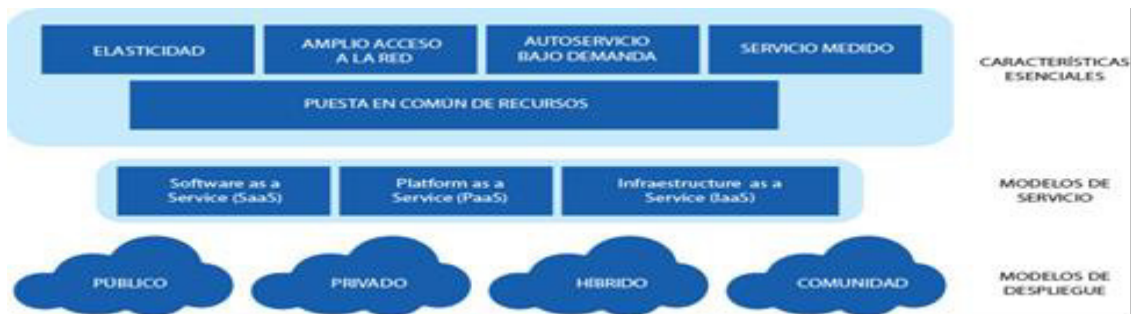 ELASTICIDAD
AMPLIO ACCESO
A LA RED
AUTOSERVICIO
BAJO DEMANDA
SERVICIO MEDIDO
PUESTA EN COMÚN DE RECURSOS
CARACTERÍSTICAS
ESENCIALES
Software as a
Service (SaaS)
Platform as a
Service (PaaS)
Infraestructure as a
Service (IaaS)
MODELOS DE
SERVICIO
PÚBLICO
PRIVADO
HÍBRIDO
COMUNIDAD
MODELOS DE
DESPLIEGUE